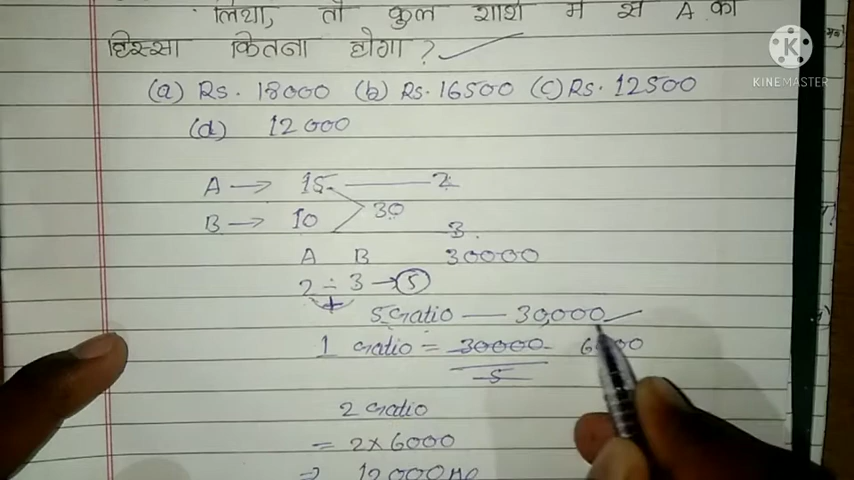 लिया, तो कुल राशि में से A का
हिस्सा कितना होगा?
K
KINEMASTER
(a) Rs. 18000 (b) Rs. 16500 (c) Rs. 12500
(d) 12000
A → 15 — 2
B → 10 30
3
A B 30000
2 : 3 → 5
+
5 ratio — 30,000
1 ratio = 30000 6000
5
2 ratio
= 2×6000
⇒ 12000